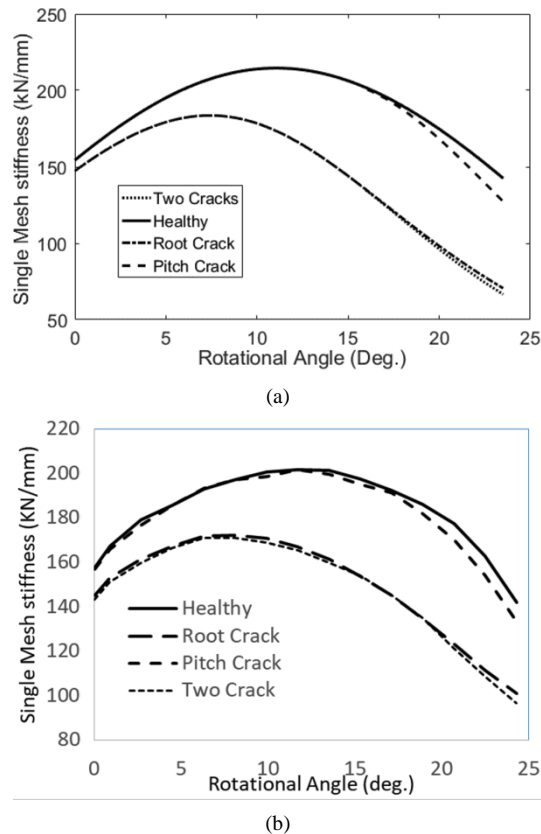 (a)
Single Mesh stiffness (kN/mm)
250
200
150
100
50
Two Cracks
Healthy
Root Crack
Pitch Crack
0 5 10 15 20 25
Rotational Angle (Deg.)
(a)
Single Mesh stiffness (KN/mm)
220
200
180
160
140
120
100
80
Healthy
Root Crack
Pitch Crack
Two Crack
0 5 10 15 20 25
Rotational Angle (deg.)
(b)